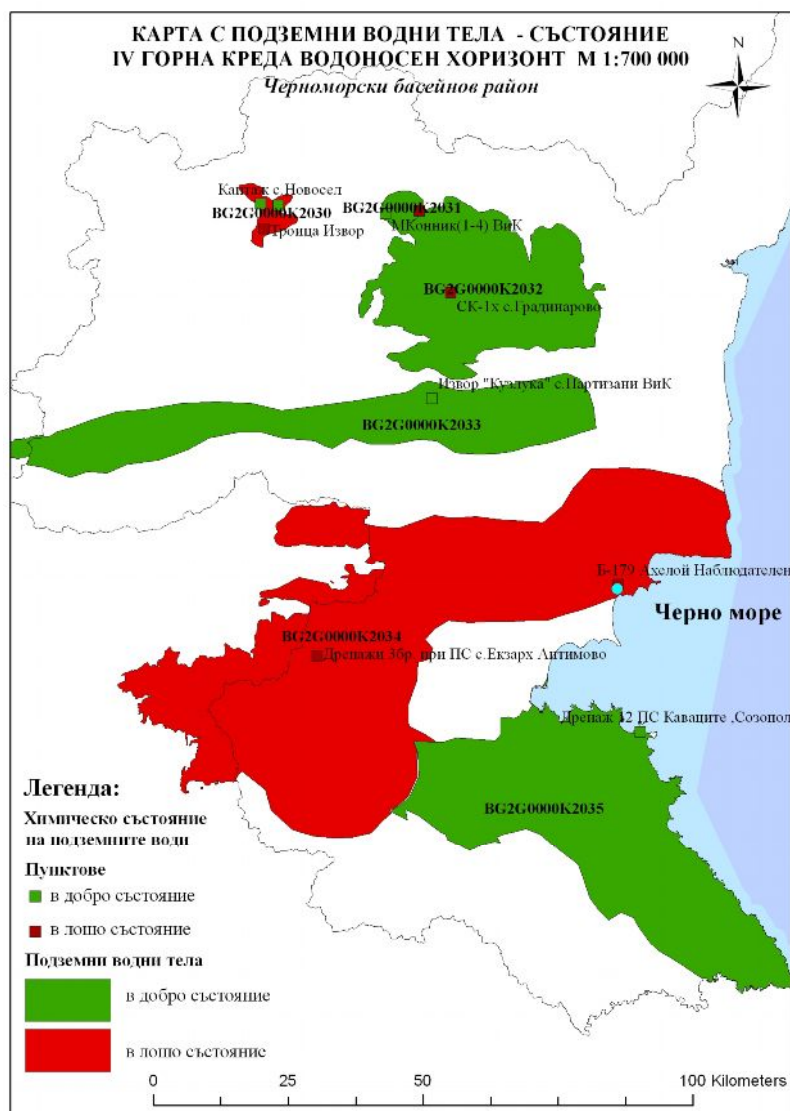 КАРТА С ПОДЗЕМНИ ВОДНИ ТЕЛА - СЪСТОЯНИЕ
IV ГОРНА КРЕДА ВОДОНОСЕН ХОРИЗОНТ М 1:700 000
Черноморски басейнов район
N
Каптаж с.Новосел
BG2G0000K2030
Троица Извор
BG2G0000K2031
МКонник(1-4) ВиК
BG2G0000K2032
СК-1х с.Градинарово
Извор "Кузлука" с.Партизани ВиК
BG2G0000K2033
Б-179 Ахелой Наблюдателен
Черно море
BG2G0000K2034
Дренажи 3бр. при ПС с.Екзарх Антимово
Дренаж 12 ПС Каваците ,Созопол
BG2G0000K2035
Легенда:
Химическо състояние
на подземните води
Пунктове
в добро състояние
в лошо състояние
Подземни водни тела
в добро състояние
в лошо състояние
0 25 50 100 Kilometers